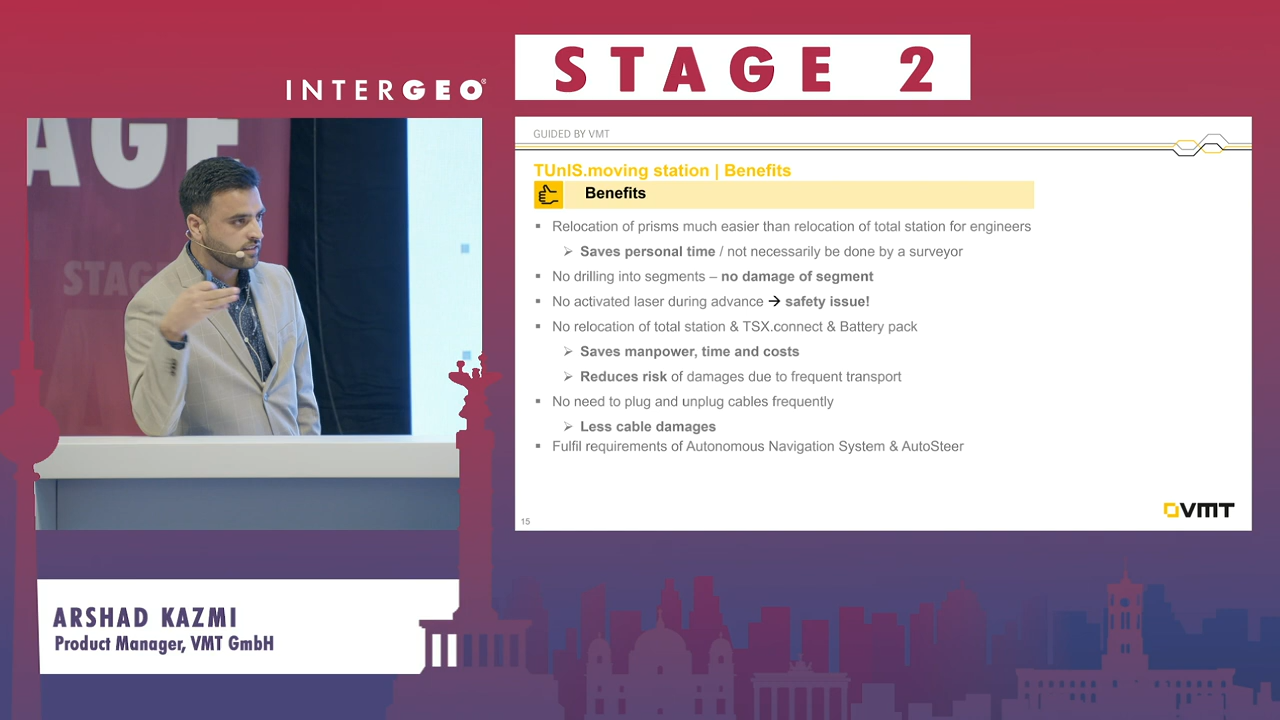 INTERGEO®
STAGE 2
AGE
STAG
GUIDED BY VMT
TUnIS.moving station | Benefits
Benefits
▪ Relocation of prisms much easier than relocation of total station for engineers
➢ Saves personal time / not necessarily be done by a surveyor
▪ No drilling into segments – no damage of segment
▪ No activated laser during advance → safety issue!
▪ No relocation of total station & TSX.connect & Battery pack
➢ Saves manpower, time and costs
➢ Reduces risk of damages due to frequent transport
▪ No need to plug and unplug cables frequently
➢ Less cable damages
▪ Fulfil requirements of Autonomous Navigation System & AutoSteer
15
VMT
ARSHAD KAZMI
Product Manager, VMT GmbH